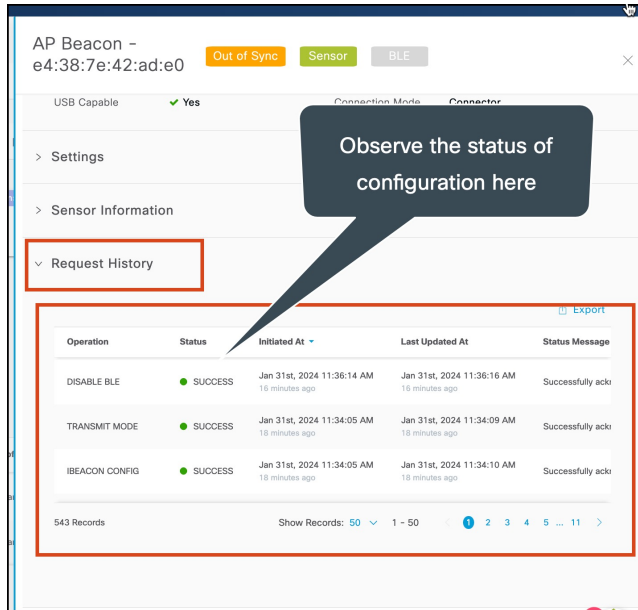 AP Beacon -
e4:38:7e:42:ad:e0
Out of Sync
Sensor
BLE
USB Capable
Yes
Connection Mode
Connector
Observe the status of
configuration here
Settings
Sensor Information
Request History
Export
Operation
Status
Initiated At
Last Updated At
Status Message
DISABLE BLE
SUCCESS
Jan 31st, 2024 11:36:14 AM
16 minutes ago
Jan 31st, 2024 11:36:16 AM
16 minutes ago
Successfully ackn
TRANSMIT MODE
SUCCESS
Jan 31st, 2024 11:34:05 AM
18 minutes ago
Jan 31st, 2024 11:34:09 AM
18 minutes ago
Successfully ackn
IBEACON CONFIG
SUCCESS
Jan 31st, 2024 11:34:05 AM
18 minutes ago
Jan 31st, 2024 11:34:10 AM
18 minutes ago
Successfully ackn
543 Records
Show Records: 50
1 - 50
1 2 3 4 5 ... 11